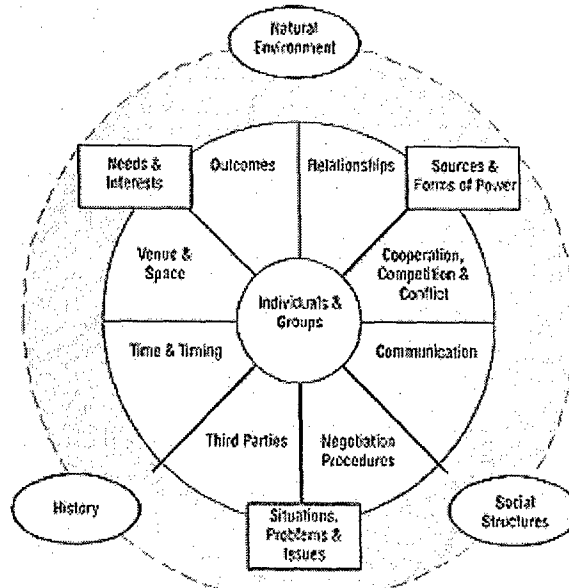 Natural
Environment
Needs &
Interests
Outcomes
Relationships
Sources &
Forms of Power
Venue &
Space
Cooperation,
Competition &
Conflict
Individuals &
Groups
Time & Timing
Communication
Third Parties
Negotiation
Procedures
History
Situations,
Problems &
Issues
Social
Structures